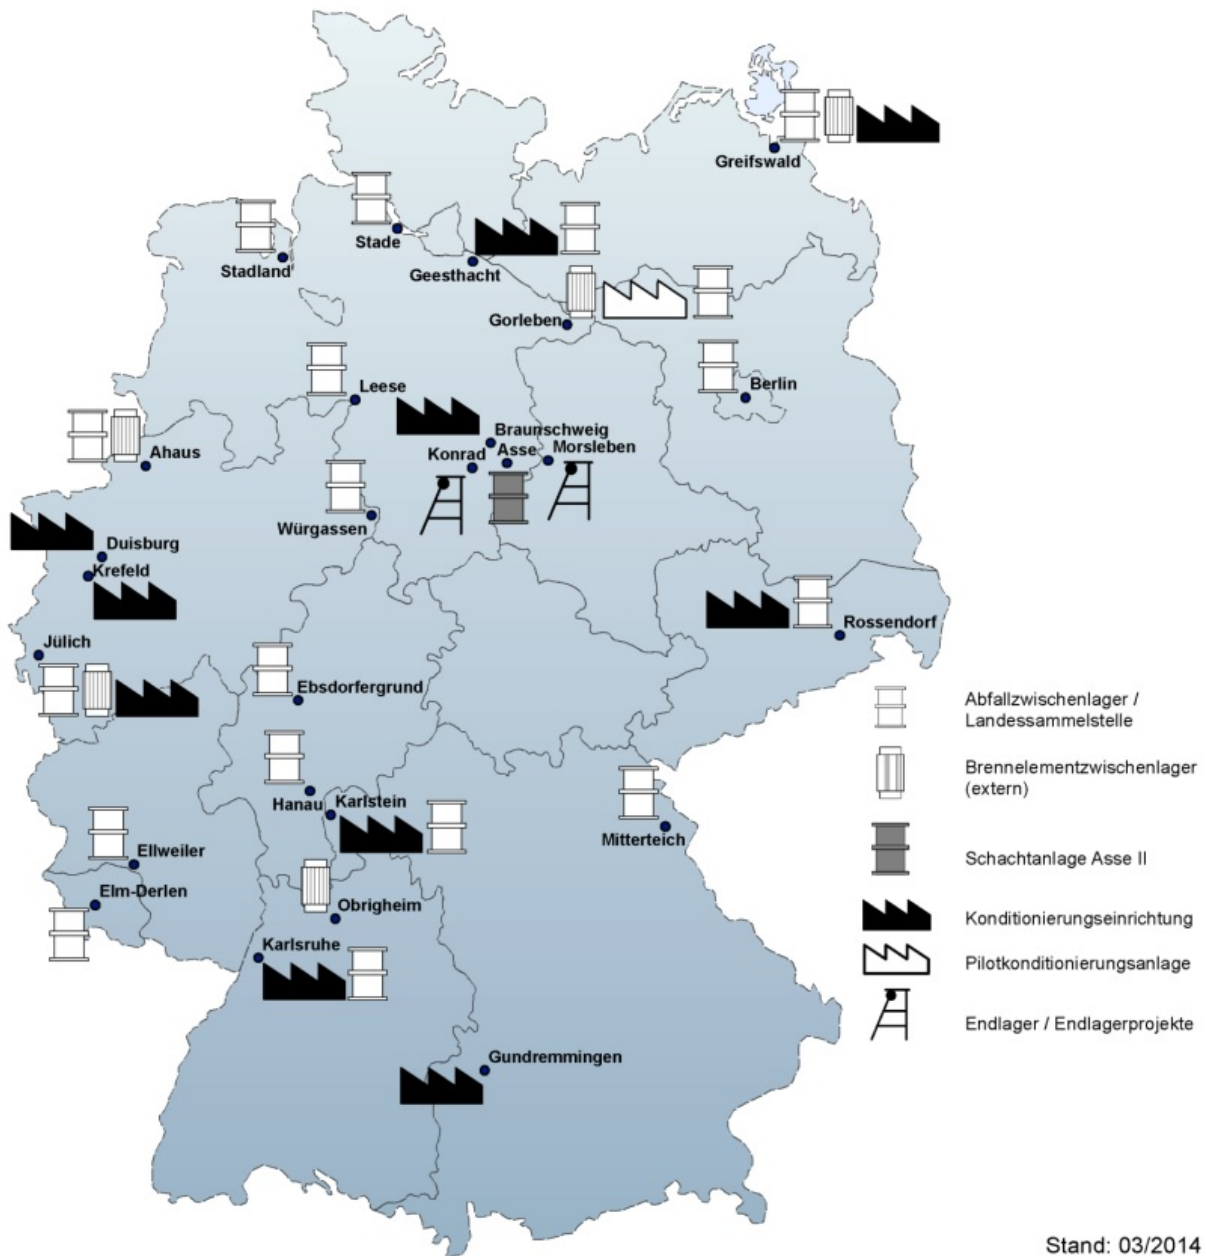 Greifswald
Stade
Stadland
Geesthacht
Gorleben
Leese
Berlin
Braunschweig
Ahaus
Konrad
Asse
Morsleben
Würgassen
Duisburg
Krefeld
Rossendorf
Jülich
Ebsdorfergrund
Hanau
Karlstein
Mitterteich
Ellweiler
Elm-Derlen
Obrigheim
Karlsruhe
Gundremmingen
Abfallzwischenlager /
Landessammelstelle
Brennelementzwischenlager
(extern)
Schachtanlage Asse II
Konditionierungseinrichtung
Pilotkonditionierungsanlage
Endlager / Endlagerprojekte
Stand: 03/2014